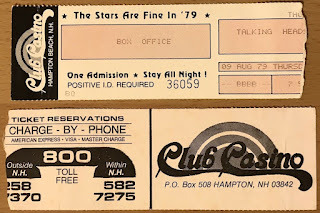 The Stars Are Fine In '79
BOX OFFICE
One Admission ★ Stay All Night!
POSITIVE I.D. REQUIRED 36059
Club Casino
HAMPTON BEACH, N.H.
TALKING HEAD
09 AUG 79 THURS
TICKET RESERVATIONS
CHARGE - BY - PHONE
AMERICAN EXPRESS • VISA • MASTER CHARGE
Outside N.H.
800
TOLL FREE
Within N.H.
258 582
7370 7275
Club Casino
P.O. Box 508 HAMPTON, NH 03842